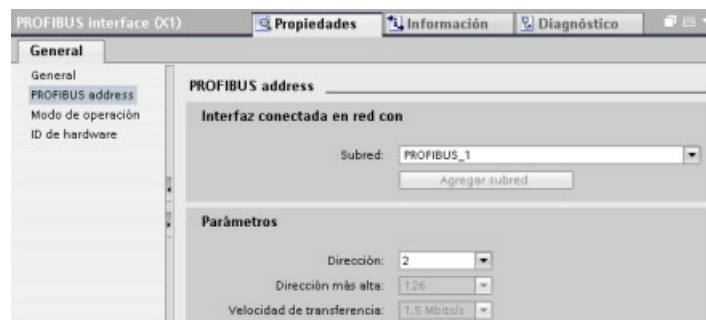 PROFIBUS interface (X1)
Propiedades
Información
Diagnóstico
General
General
PROFIBUS address
Modo de operación
ID de hardware
PROFIBUS address
Interfaz conectada en red con
Subred: PROFIBUS_1
Agregar subred
Parámetros
Dirección: 2
Dirección más alta: 126
Velocidad de transferencia: 1,5 Mbits/s